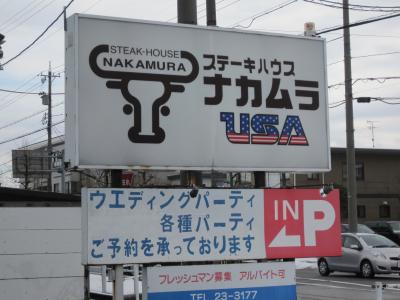 STEAK-HOUSE
NAKAMURA
ステーキハウス
ナカムラ
USA
ウエディングパーティ
各種パーティ
ご予約を承っております
IN P
フレッシュマン募集 アルバイト可
TEL 23-3177